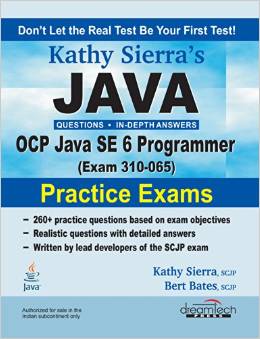 Don't Let the Real Test Be Your First Test!
Kathy Sierra's
JAVA
QUESTIONS • IN-DEPTH ANSWERS
OCP Java SE 6 Programmer
(Exam 310-065)
Practice Exams
– 260+ practice questions based on exam objectives
– Realistic questions with detailed answers
– Written by lead developers of the SCJP exam
Kathy Sierra, SCJP
Bert Bates, SCJP
Java
Authorized for sale in the
Indian subcontinent only
dreamtech
PRESS